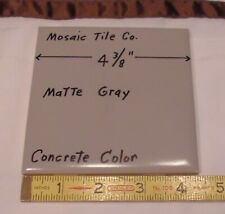 Mosaic Tile Co.
4 3/8"
Matte Gray
Concrete Color
1 2 3 4 5